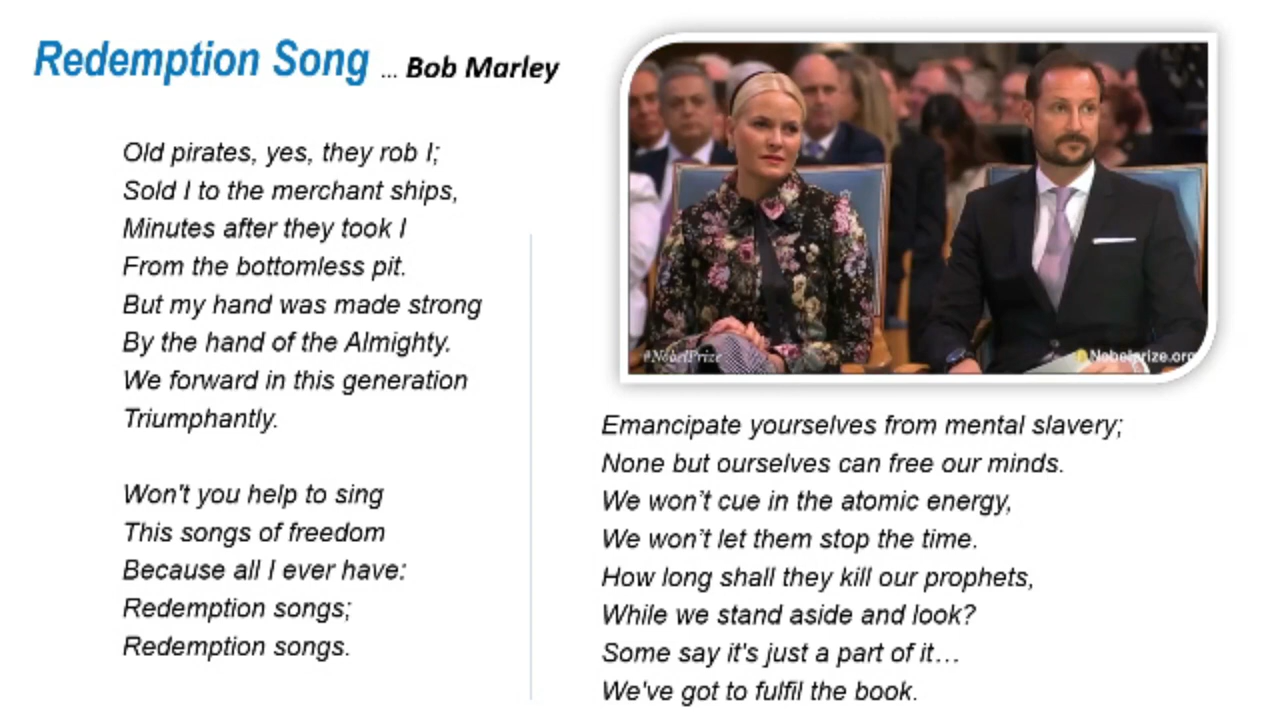 Redemption Song ... Bob Marley
Old pirates, yes, they rob I;
Sold I to the merchant ships,
Minutes after they took I
From the bottomless pit.
But my hand was made strong
By the hand of the Almighty.
We forward in this generation
Triumphantly.
Won't you help to sing
This songs of freedom
Because all I ever have:
Redemption songs;
Redemption songs.
#NobelPrize
Nobelprize.org
Emancipate yourselves from mental slavery;
None but ourselves can free our minds.
We won’t cue in the atomic energy,
We won’t let them stop the time.
How long shall they kill our prophets,
While we stand aside and look?
Some say it's just a part of it…
We've got to fulfil the book.